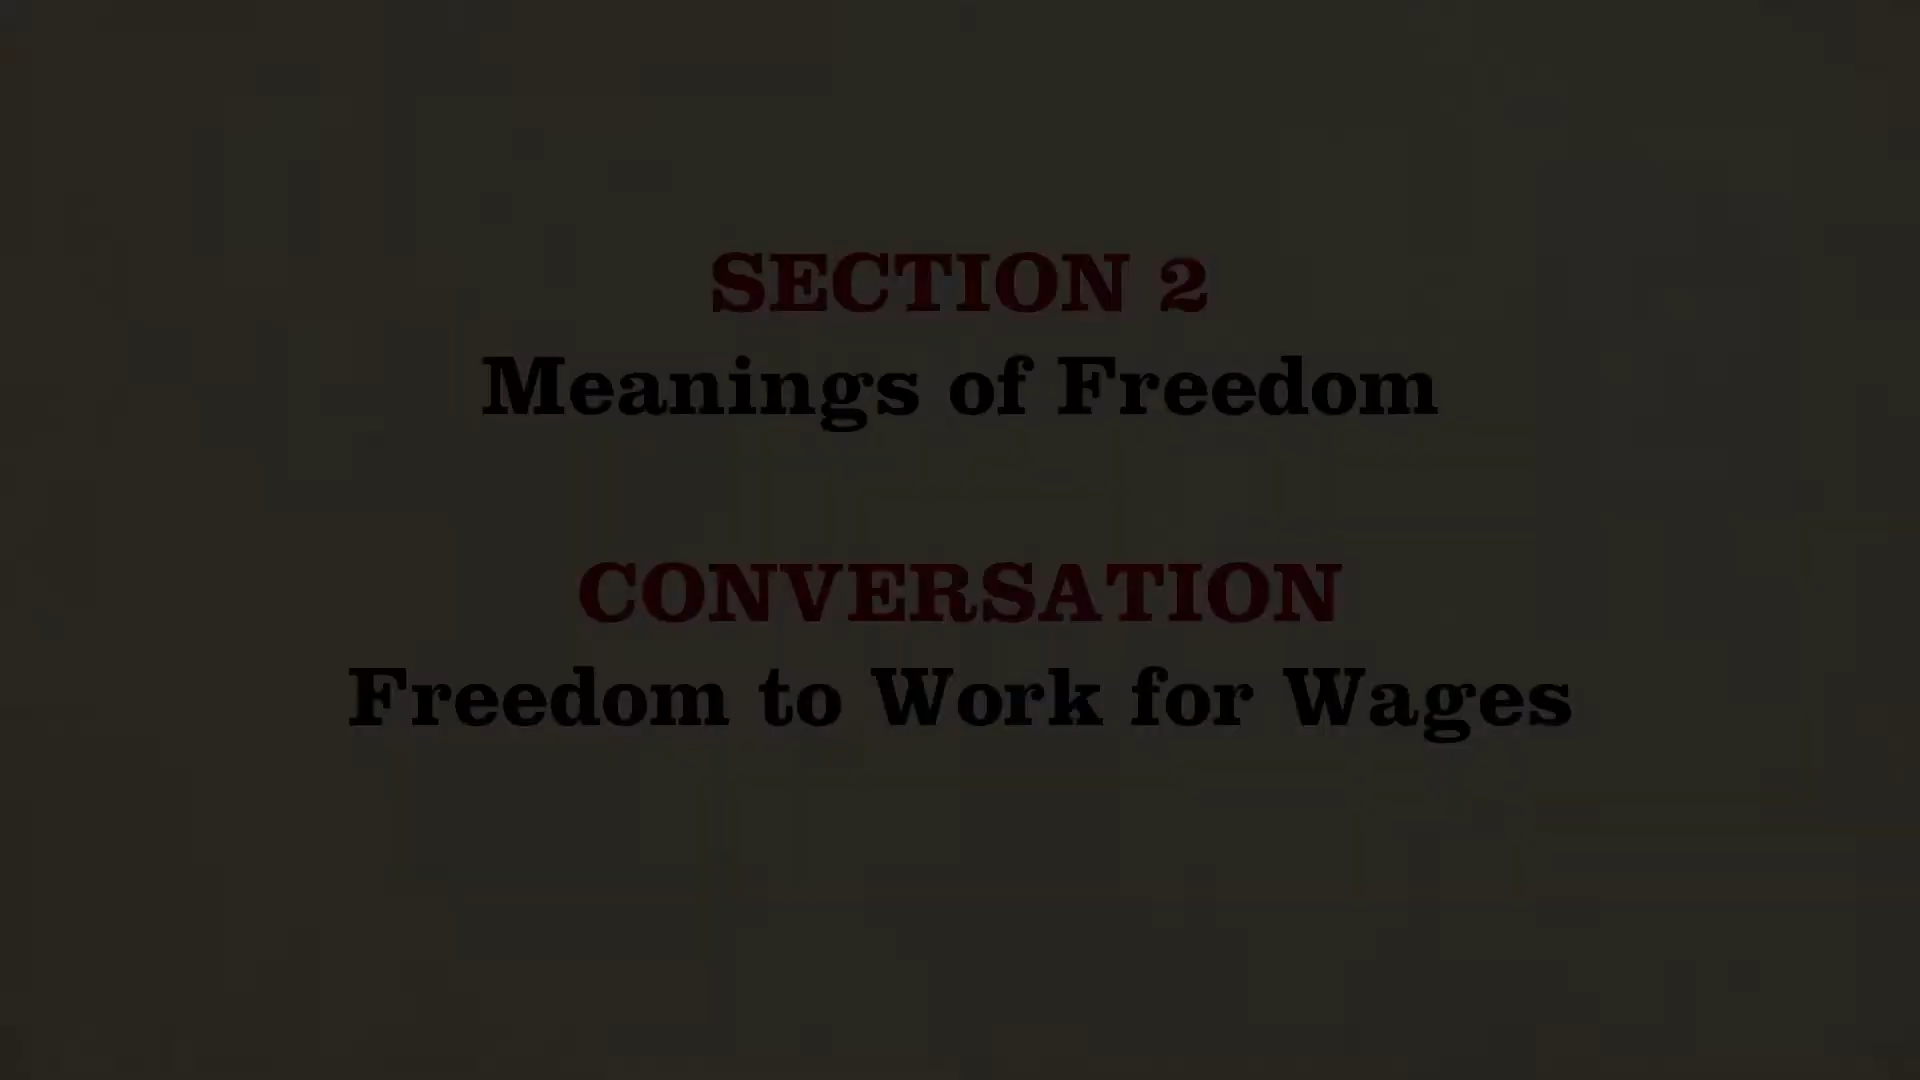 SECTION 2
Meanings of Freedom
CONVERSATION
Freedom to Work for Wages